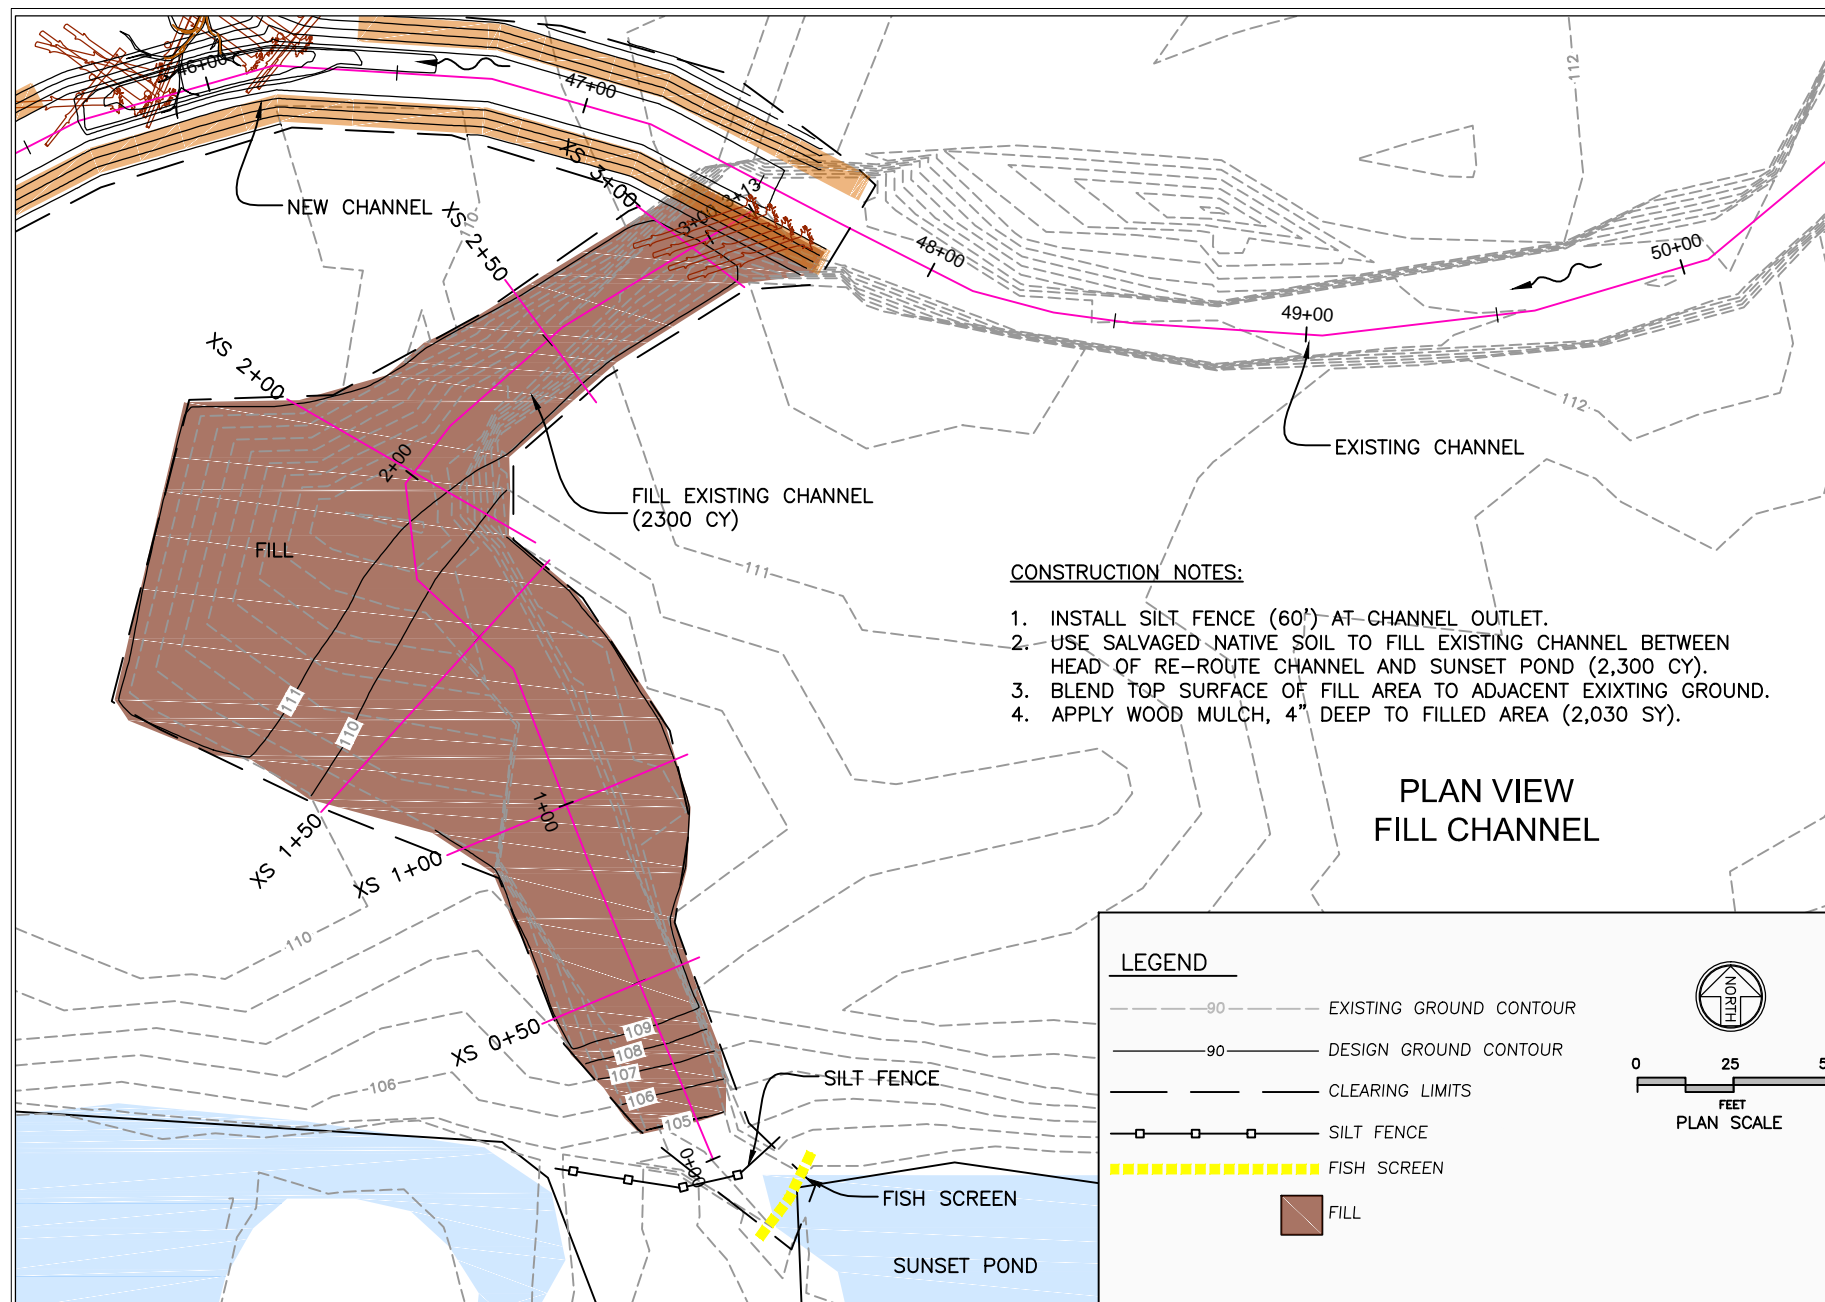 46+00
47+00
XS 3+00
3+13
3+00
NEW CHANNEL
110
XS 2+50
112
48+00
50+00
49+00
XS 2+00
112
EXISTING CHANNEL
2+00
FILL EXISTING CHANNEL
(2300 CY)
FILL
111
CONSTRUCTION NOTES:
1. INSTALL SILT FENCE (60') AT CHANNEL OUTLET.
2. USE SALVAGED NATIVE SOIL TO FILL EXISTING CHANNEL BETWEEN
HEAD OF RE-ROUTE CHANNEL AND SUNSET POND (2,300 CY).
3. BLEND TOP SURFACE OF FILL AREA TO ADJACENT EXIXTING GROUND.
4. APPLY WOOD MULCH, 4" DEEP TO FILLED AREA (2,030 SY).
111
110
PLAN VIEW
FILL CHANNEL
1+00
XS 1+50
XS 1+00
110
XS 0+50
109
108
107
106
105
106
0+00
SILT FENCE
FISH SCREEN
SUNSET POND
LEGEND
90 EXISTING GROUND CONTOUR
90 DESIGN GROUND CONTOUR
CLEARING LIMITS
SILT FENCE
FISH SCREEN
FILL
NORTH
0 25
FEET
PLAN SCALE